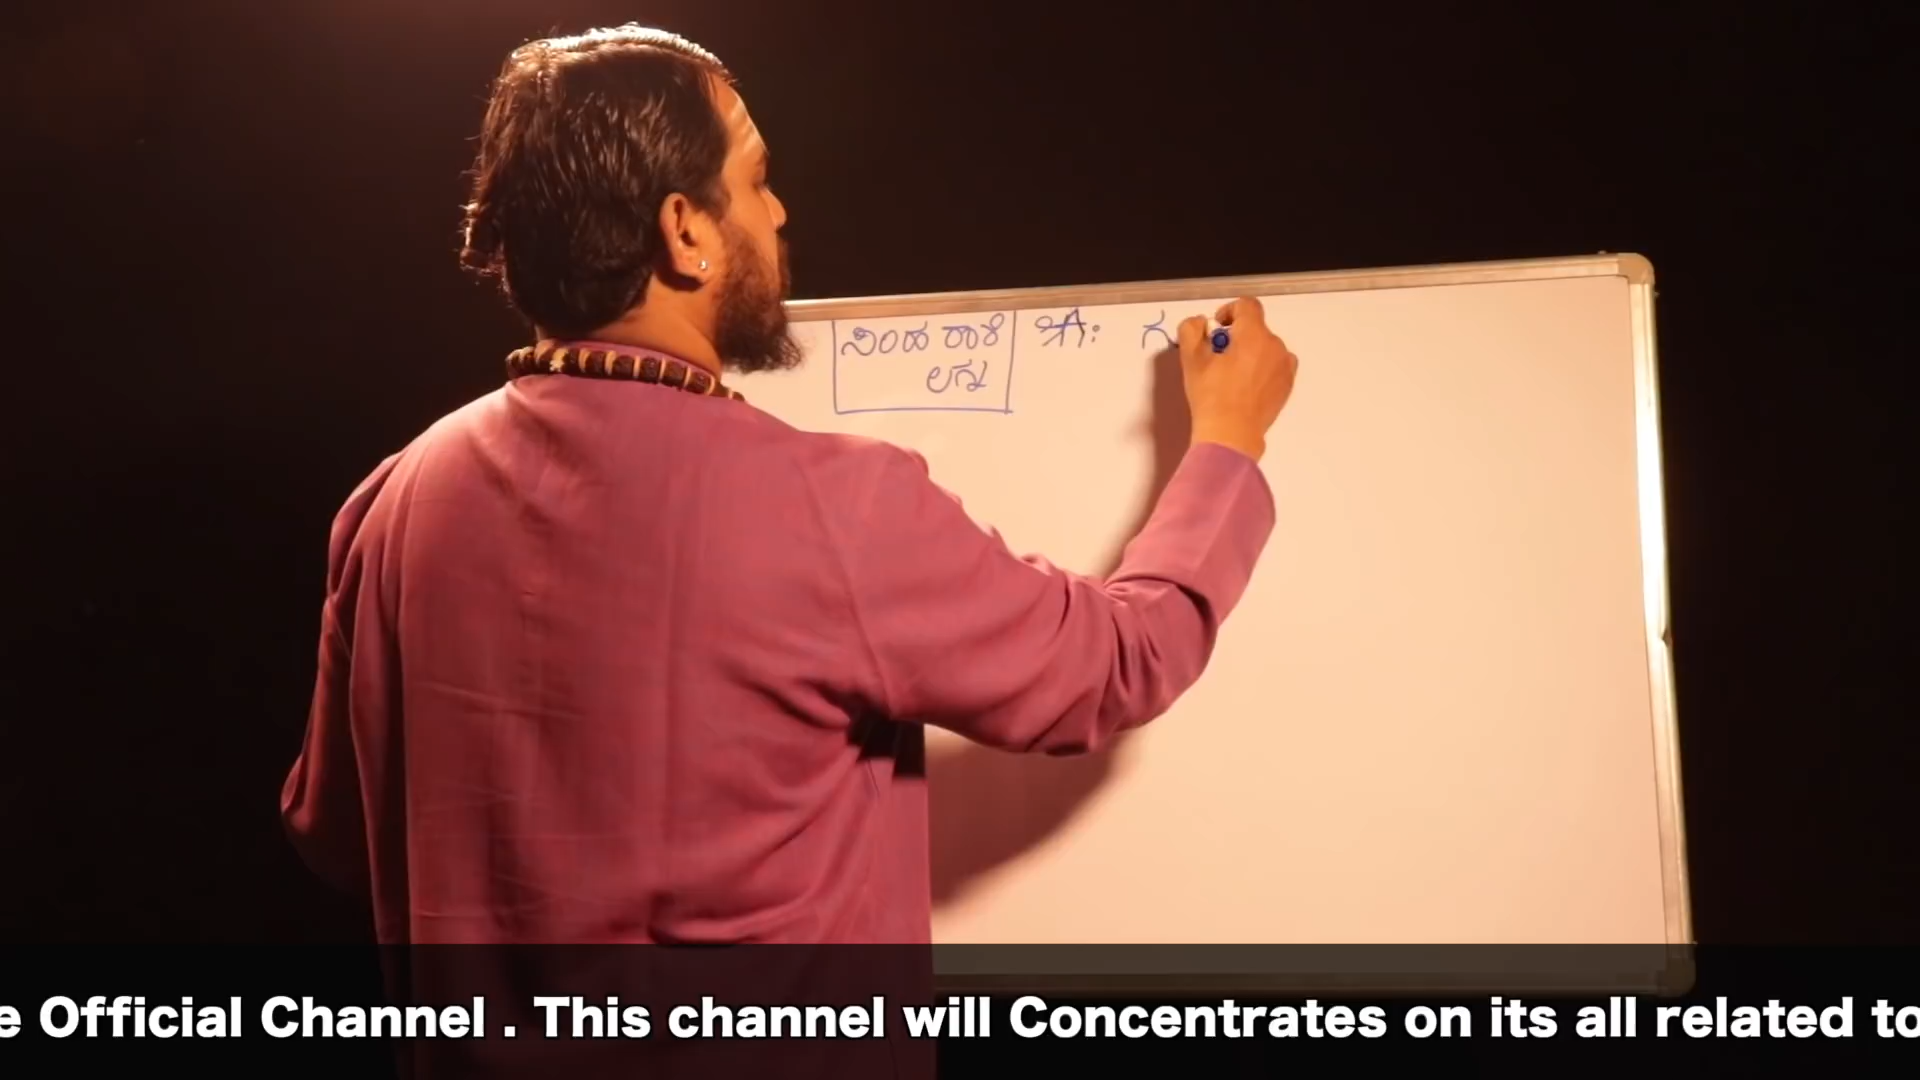 ಸಿಂಹ ರಾಶಿ
ಲಗ್ನ
ಶ್ರೀಃ ಗು
e Official Channel . This channel will Concentrates on its all related to